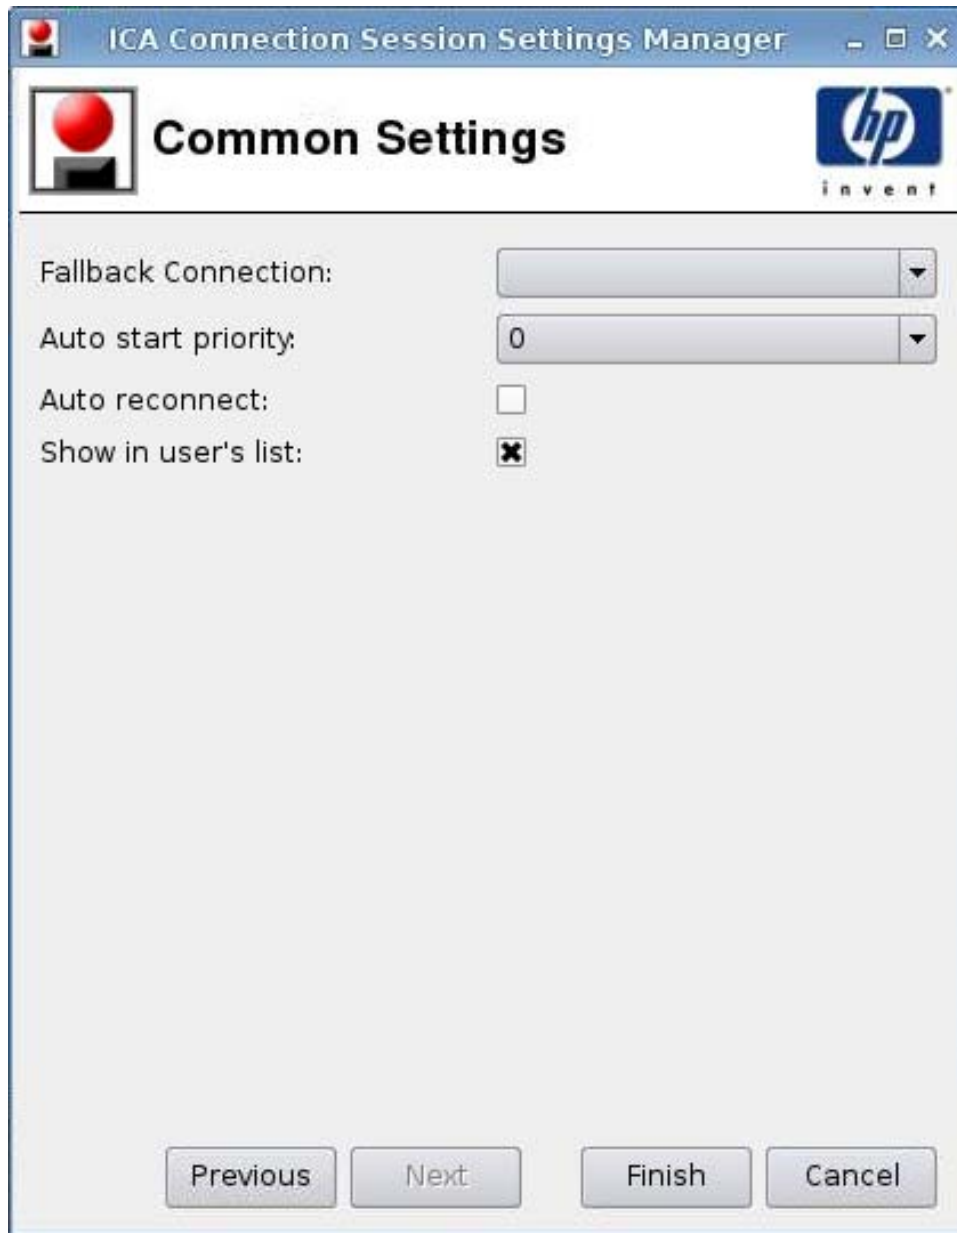 ICA Connection Session Settings Manager
Common Settings
hp
invent
Fallback Connection:
Auto start priority: 0
Auto reconnect:
Show in user's list:
Previous Next Finish Cancel